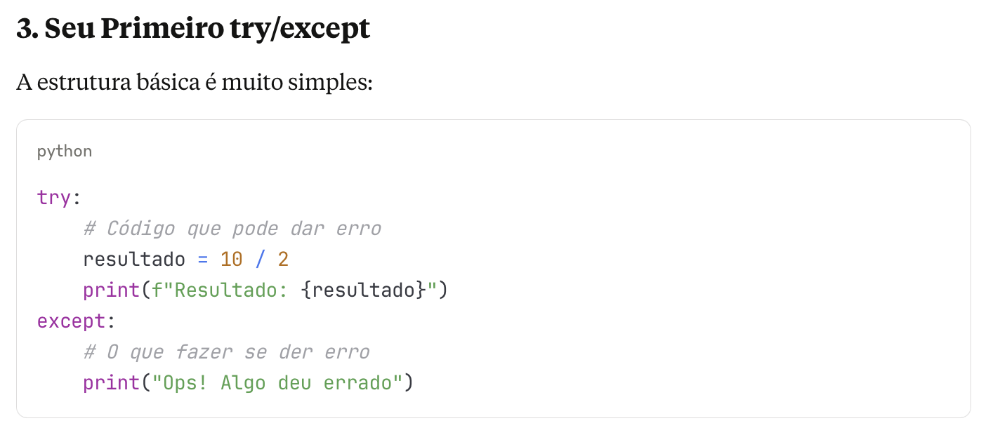 3. Seu Primeiro try/except
A estrutura básica é muito simples:
python
try:
    # Código que pode dar erro
    resultado = 10 / 2
    print(f"Resultado: {resultado}")
except:
    # O que fazer se der erro
    print("Ops! Algo deu errado")